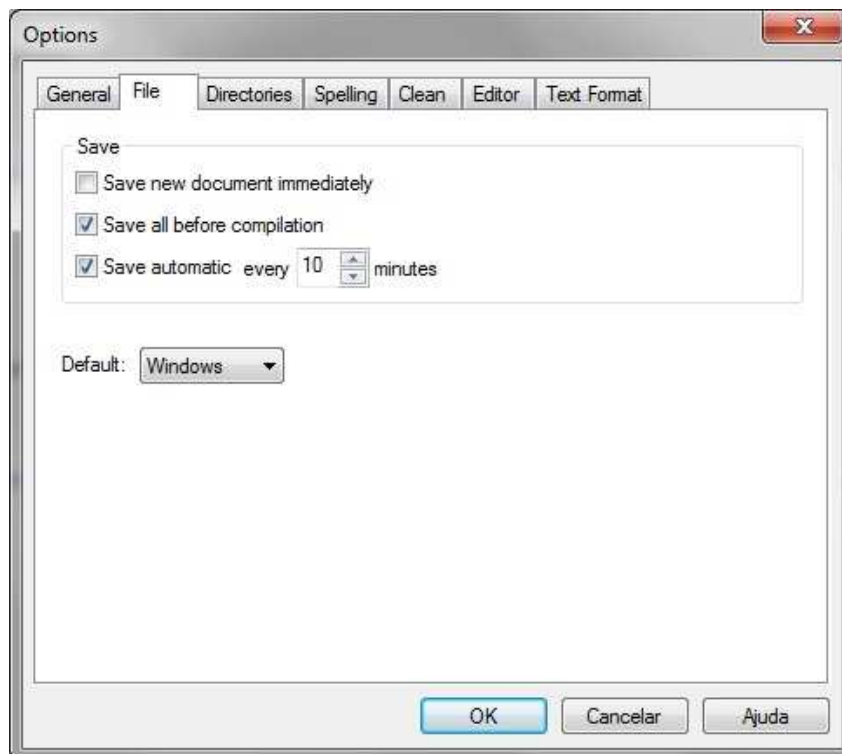 Options
General File Directories Spelling Clean Editor Text Format
Save
Save new document immediately
Save all before compilation
Save automatic every 10 minutes
Default: Windows
OK Cancelar Ajuda